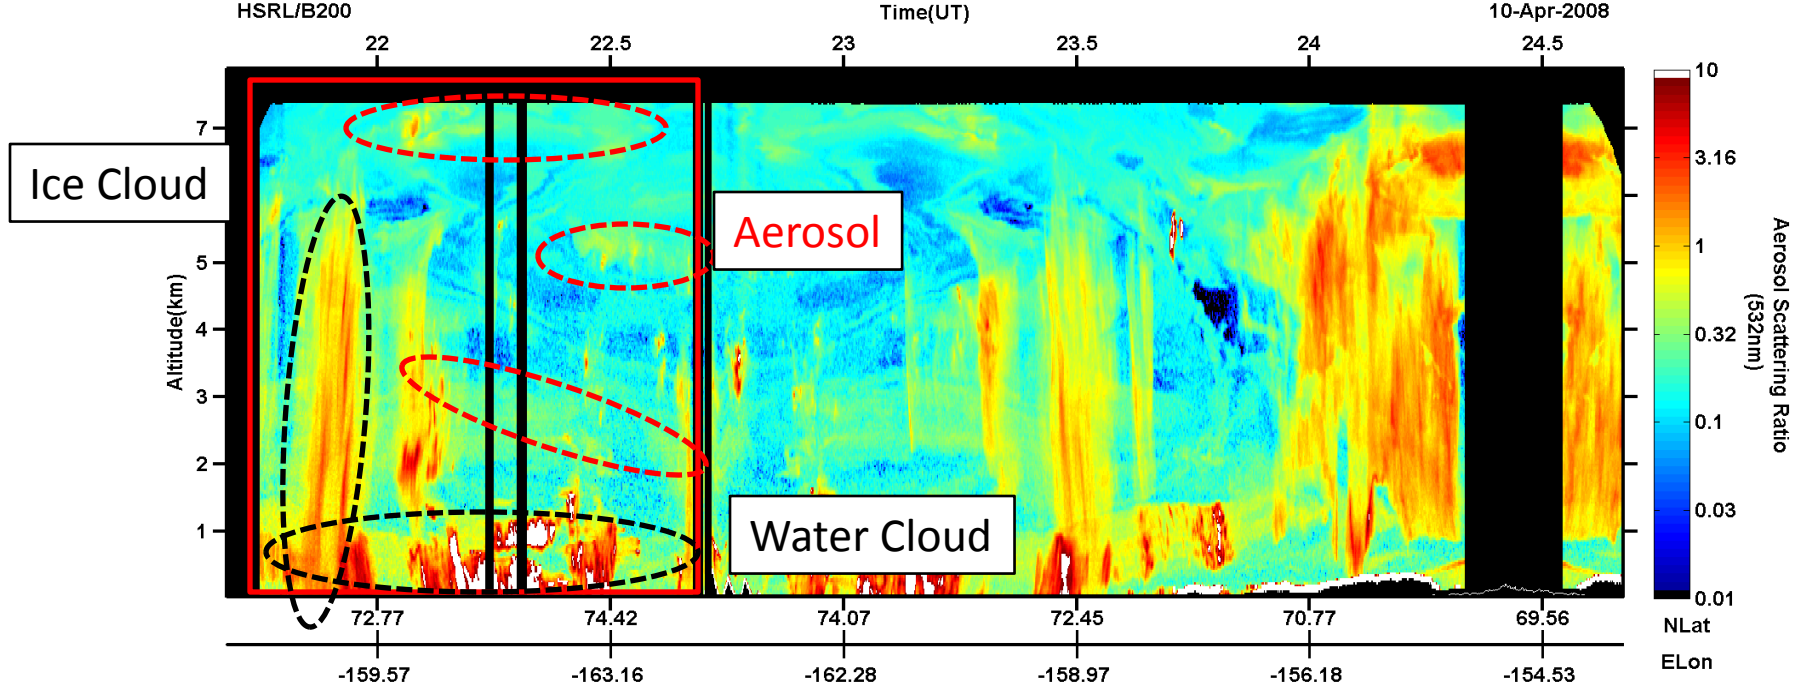 HSRL/B200 Time(UT) 10-Apr-2008
22 22.5 23 23.5 24 24.5
10
7
Ice Cloud
3.16
Aerosol
5
1
Altitude(km)
Aerosol Scattering Ratio
(532nm)
4
0.32
3
0.1
2
0.03
Water Cloud
1
0.01
72.77 74.42 74.07 72.45 70.77 69.56 NLat
-159.57 -163.16 -162.28 -158.97 -156.18 -154.53 ELon